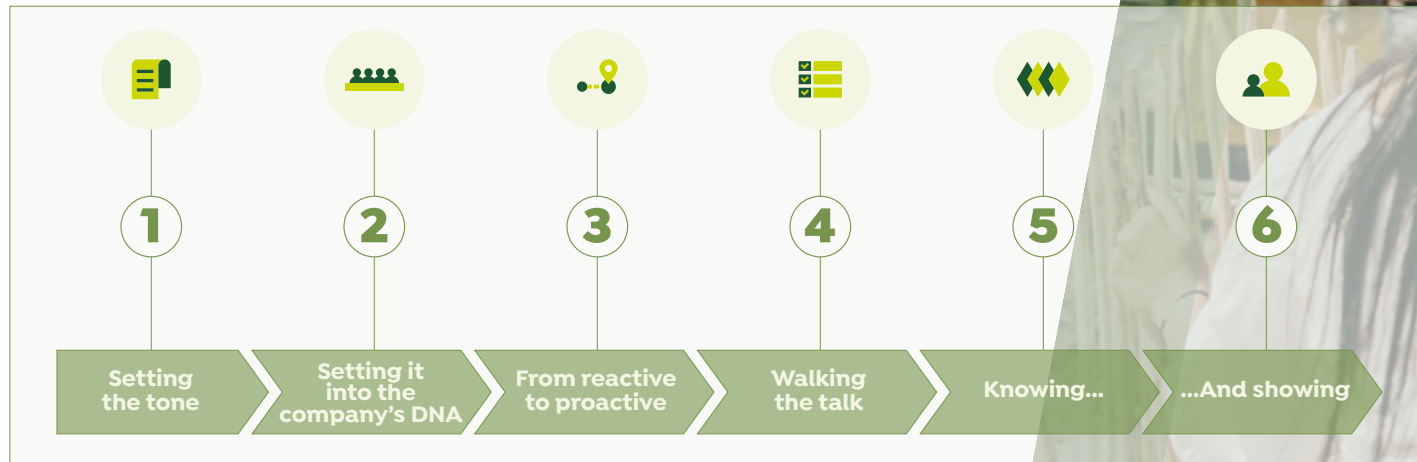 1
2
3
4
5
6
Setting
the tone
Setting it
into the
company’s DNA
From reactive
to proactive
Walking
the talk
Knowing...
...And showing